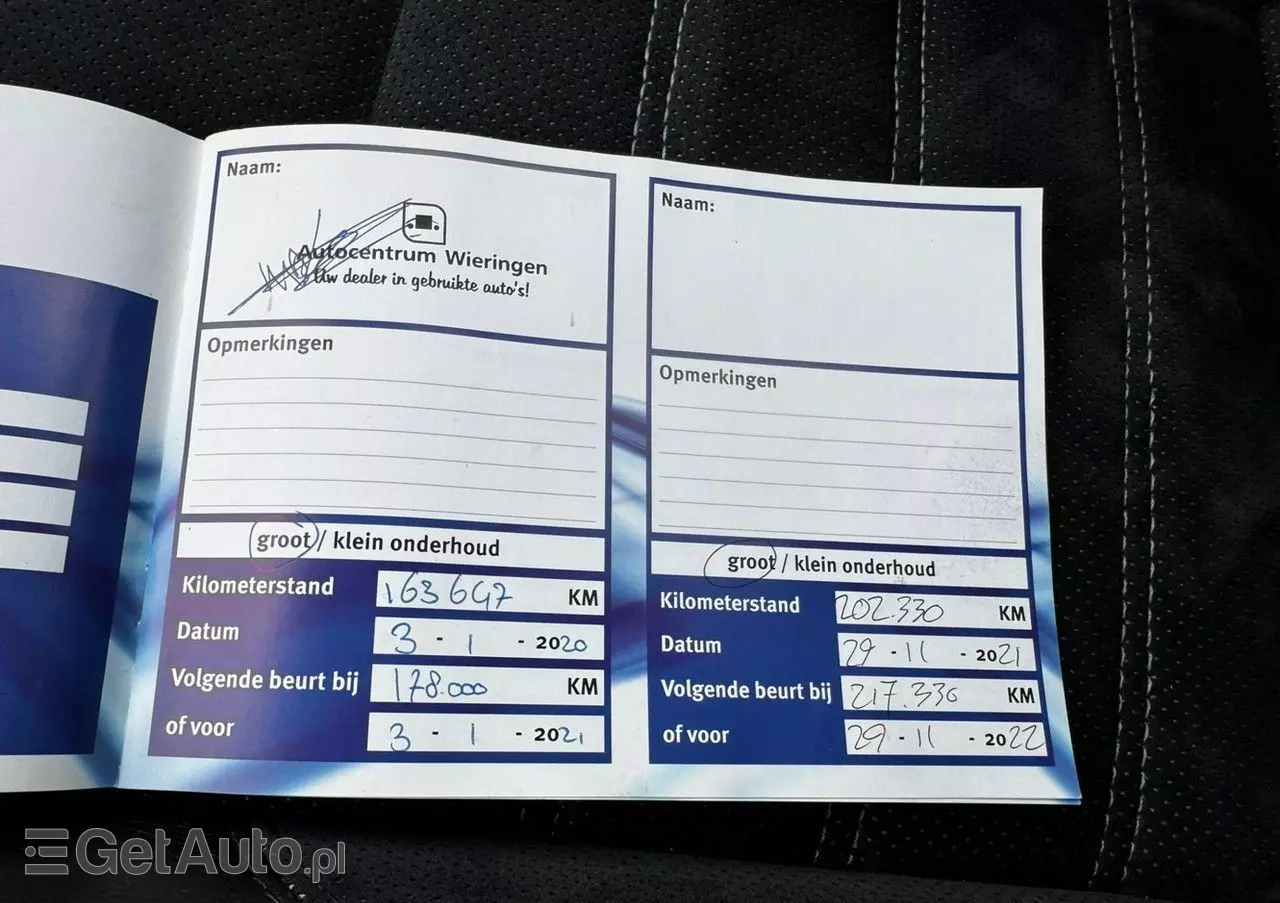 Naam:
Autocentrum Wieringen
Uw dealer in gebruikte auto's!
Opmerkingen
groot / klein onderhoud
Kilometerstand 163647 KM
Datum 3 - 1 - 2020
Volgende beurt bij 178.000 KM
of voor 3 - 1 - 2021
Naam:
Opmerkingen
groot / klein onderhoud
Kilometerstand 202.330 KM
Datum 29 - 11 - 2021
Volgende beurt bij 217.330 KM
of voor 29 - 11 - 2022
GetAuto.pl